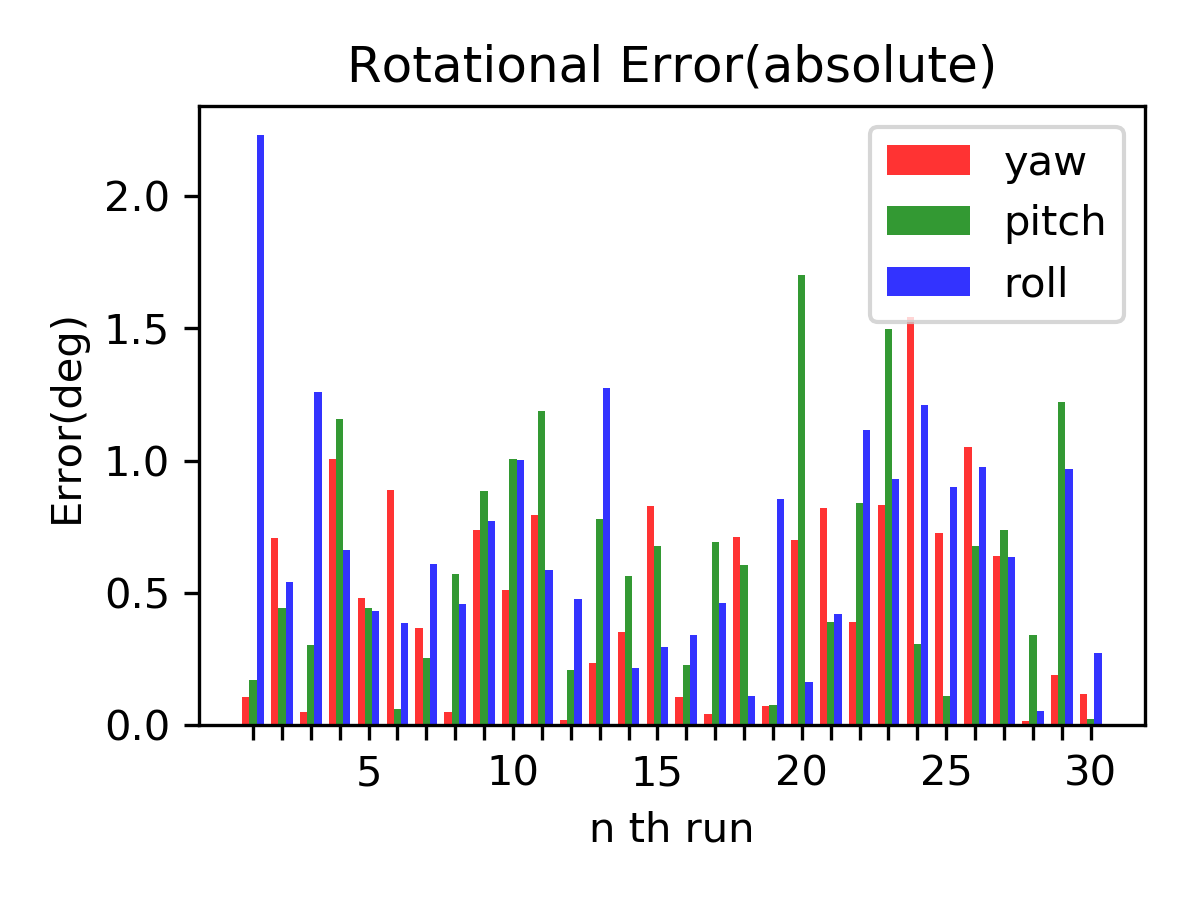 Rotational Error(absolute)
yaw
pitch
roll
Error(deg)
2.0
1.5
1.0
0.5
0.0
5 10 15 20 25 30
n th run